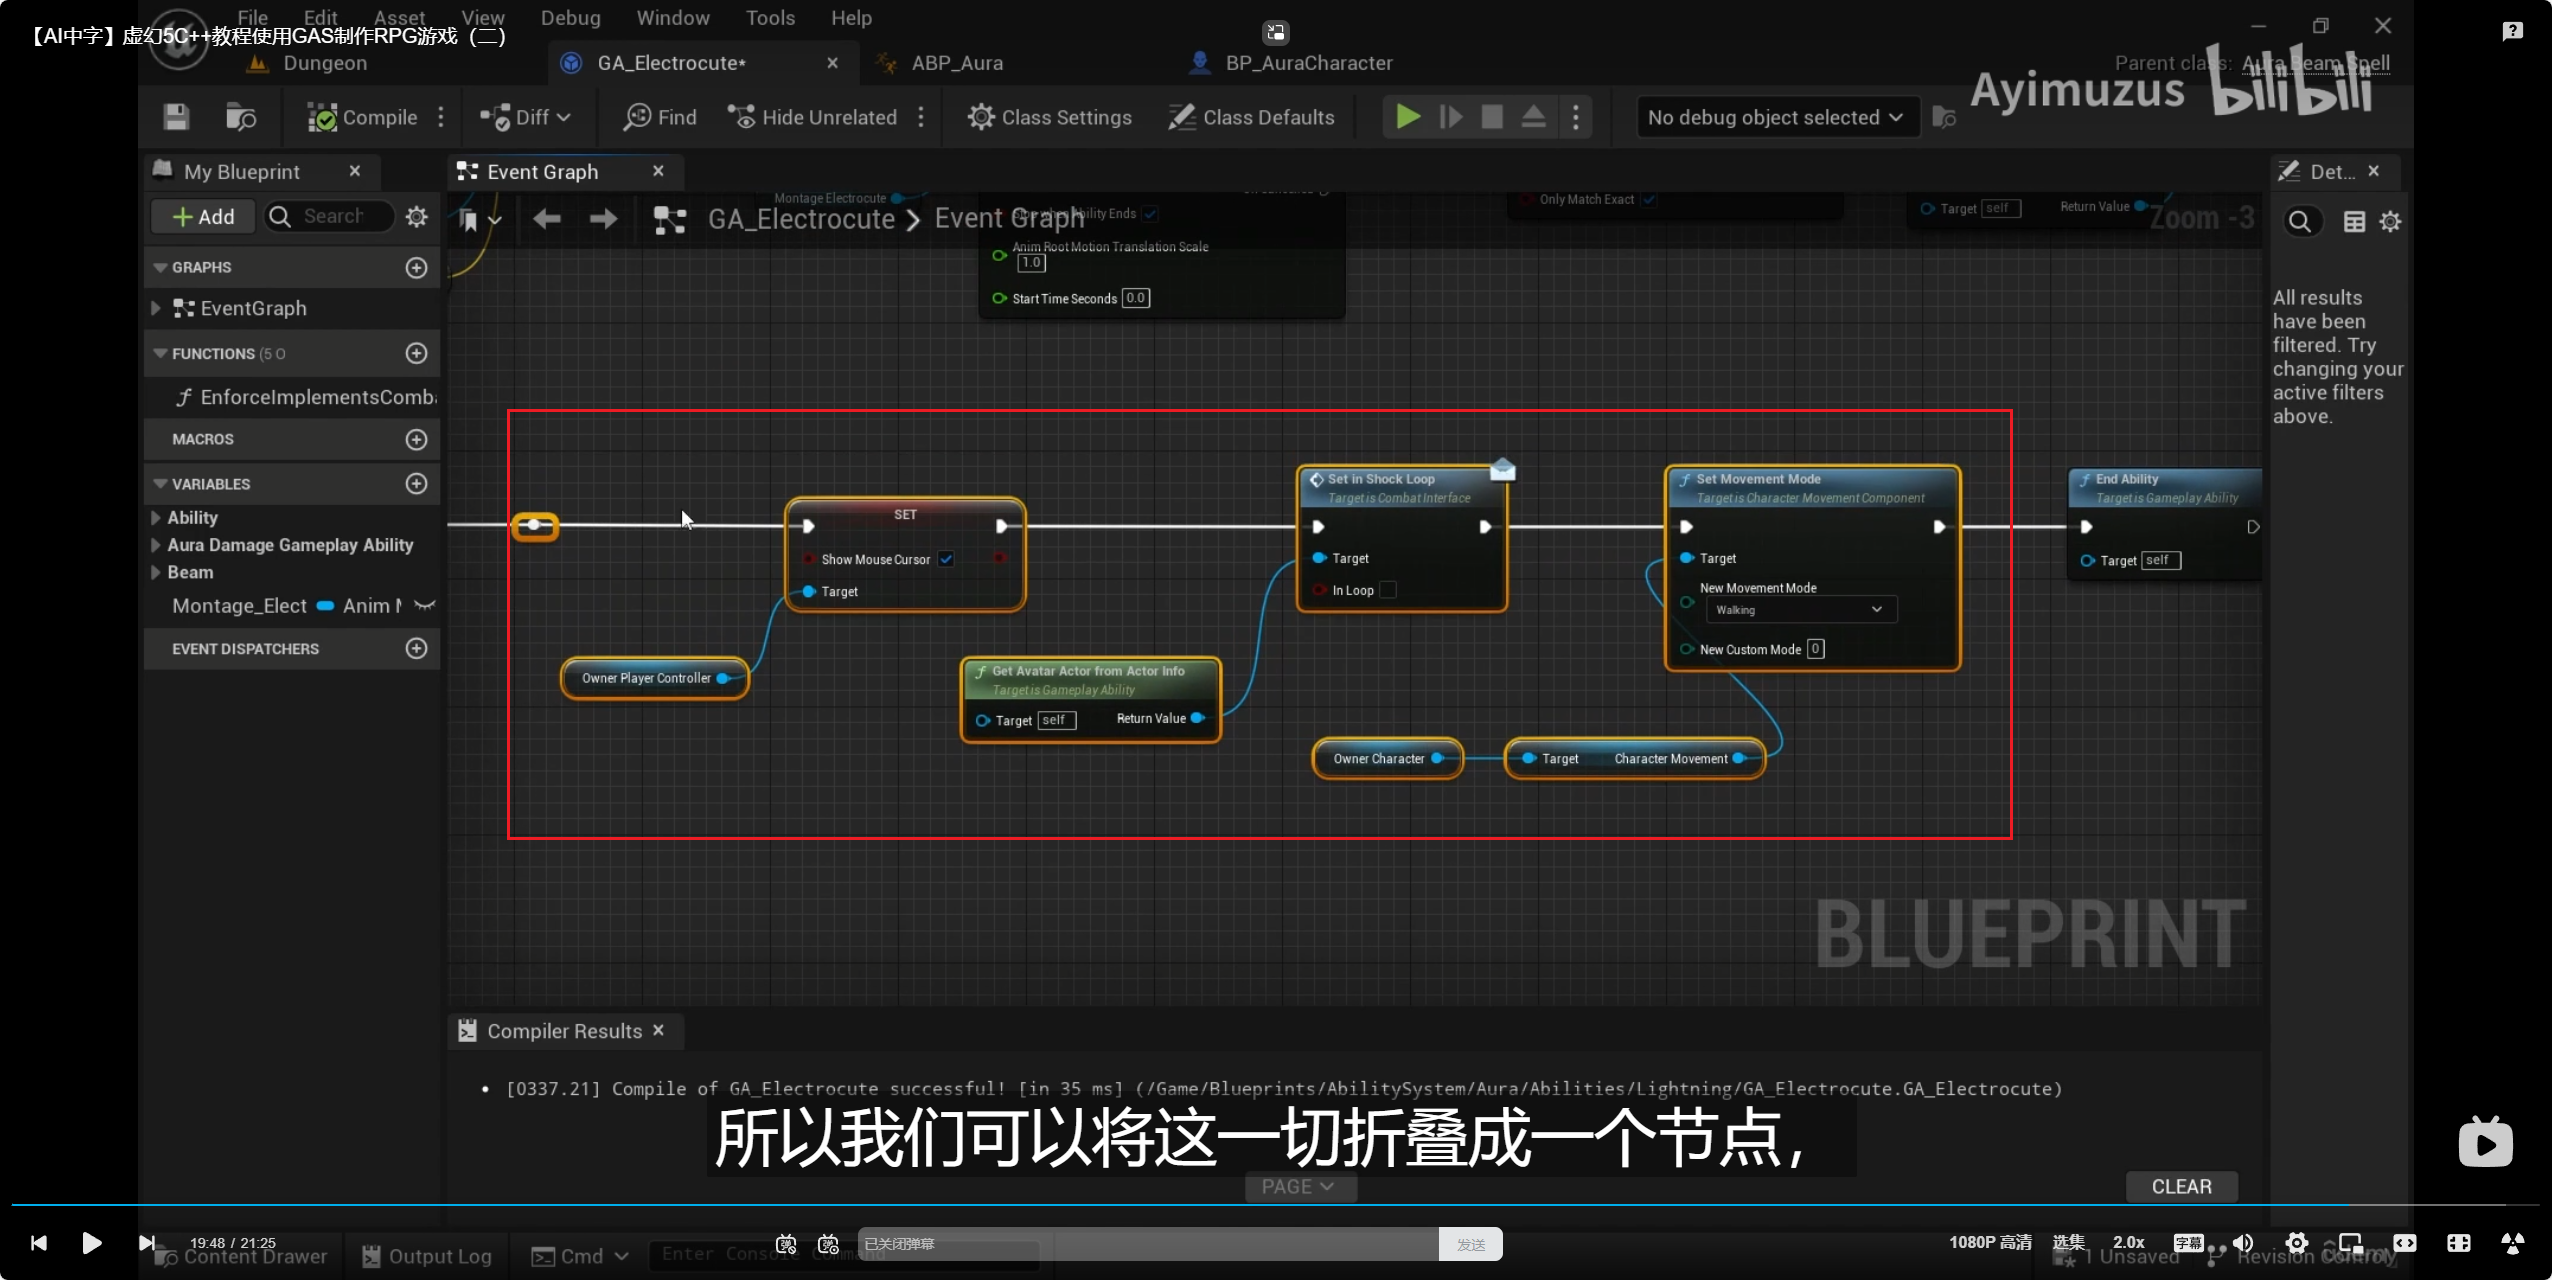 File Edit Asset View Debug Window Tools Help
【AI中字】虚幻5C++教程使用GAS制作RPG游戏（二）
Dungeon GA_Electrocute* ABP_Aura BP_AuraCharacter
Parent class: Aura Beam Spell
Ayimuzus bilibili
Compile Diff Find Hide Unrelated Class Settings Class Defaults No debug object selected
My Blueprint
Event Graph
Det...
Add Search
GA_Electrocute Event Graph
Zoom -3
Montage Electrocute
Stop when Ability Ends
Anim Root Motion Translation Scale
1.0
Start Time Seconds 0.0
Only Match Exact
Target self Return Value
GRAPHS
EventGraph
FUNCTIONS (5 O
EnforceImplementsComb
MACROS
VARIABLES
Ability
Aura Damage Gameplay Ability
Beam
Montage_Elect Anim
EVENT DISPATCHERS
All results
have been
filtered. Try
changing your
active filters
above.
SET
Show Mouse Cursor
Target
Owner Player Controller
Get Avatar Actor from Actor Info
Target is Gameplay Ability
Target self Return Value
Set in Shock Loop
Target is Combat Interface
Target
In Loop
Set Movement Mode
Target is Character Movement Component
Target
New Movement Mode
Walking
New Custom Mode 0
Owner Character
Target Character Movement
End Ability
Target is Gameplay Ability
Target self
BLUEPRINT
Compiler Results
• [0337.21] Compile of GA_Electrocute successful! [in 35 ms] (/Game/Blueprints/AbilitySystem/Aura/Abilities/Lightning/GA_Electrocute.GA_Electrocute)
所以我们可以将这一切折叠成一个节点，
PAGE
CLEAR
19:48 / 21:25
已关闭弹幕
发送
1080P 高清 选集 2.0x 字幕
Content Drawer Output Log Cmd Enter Console Command 1 Unsaved Revision Control